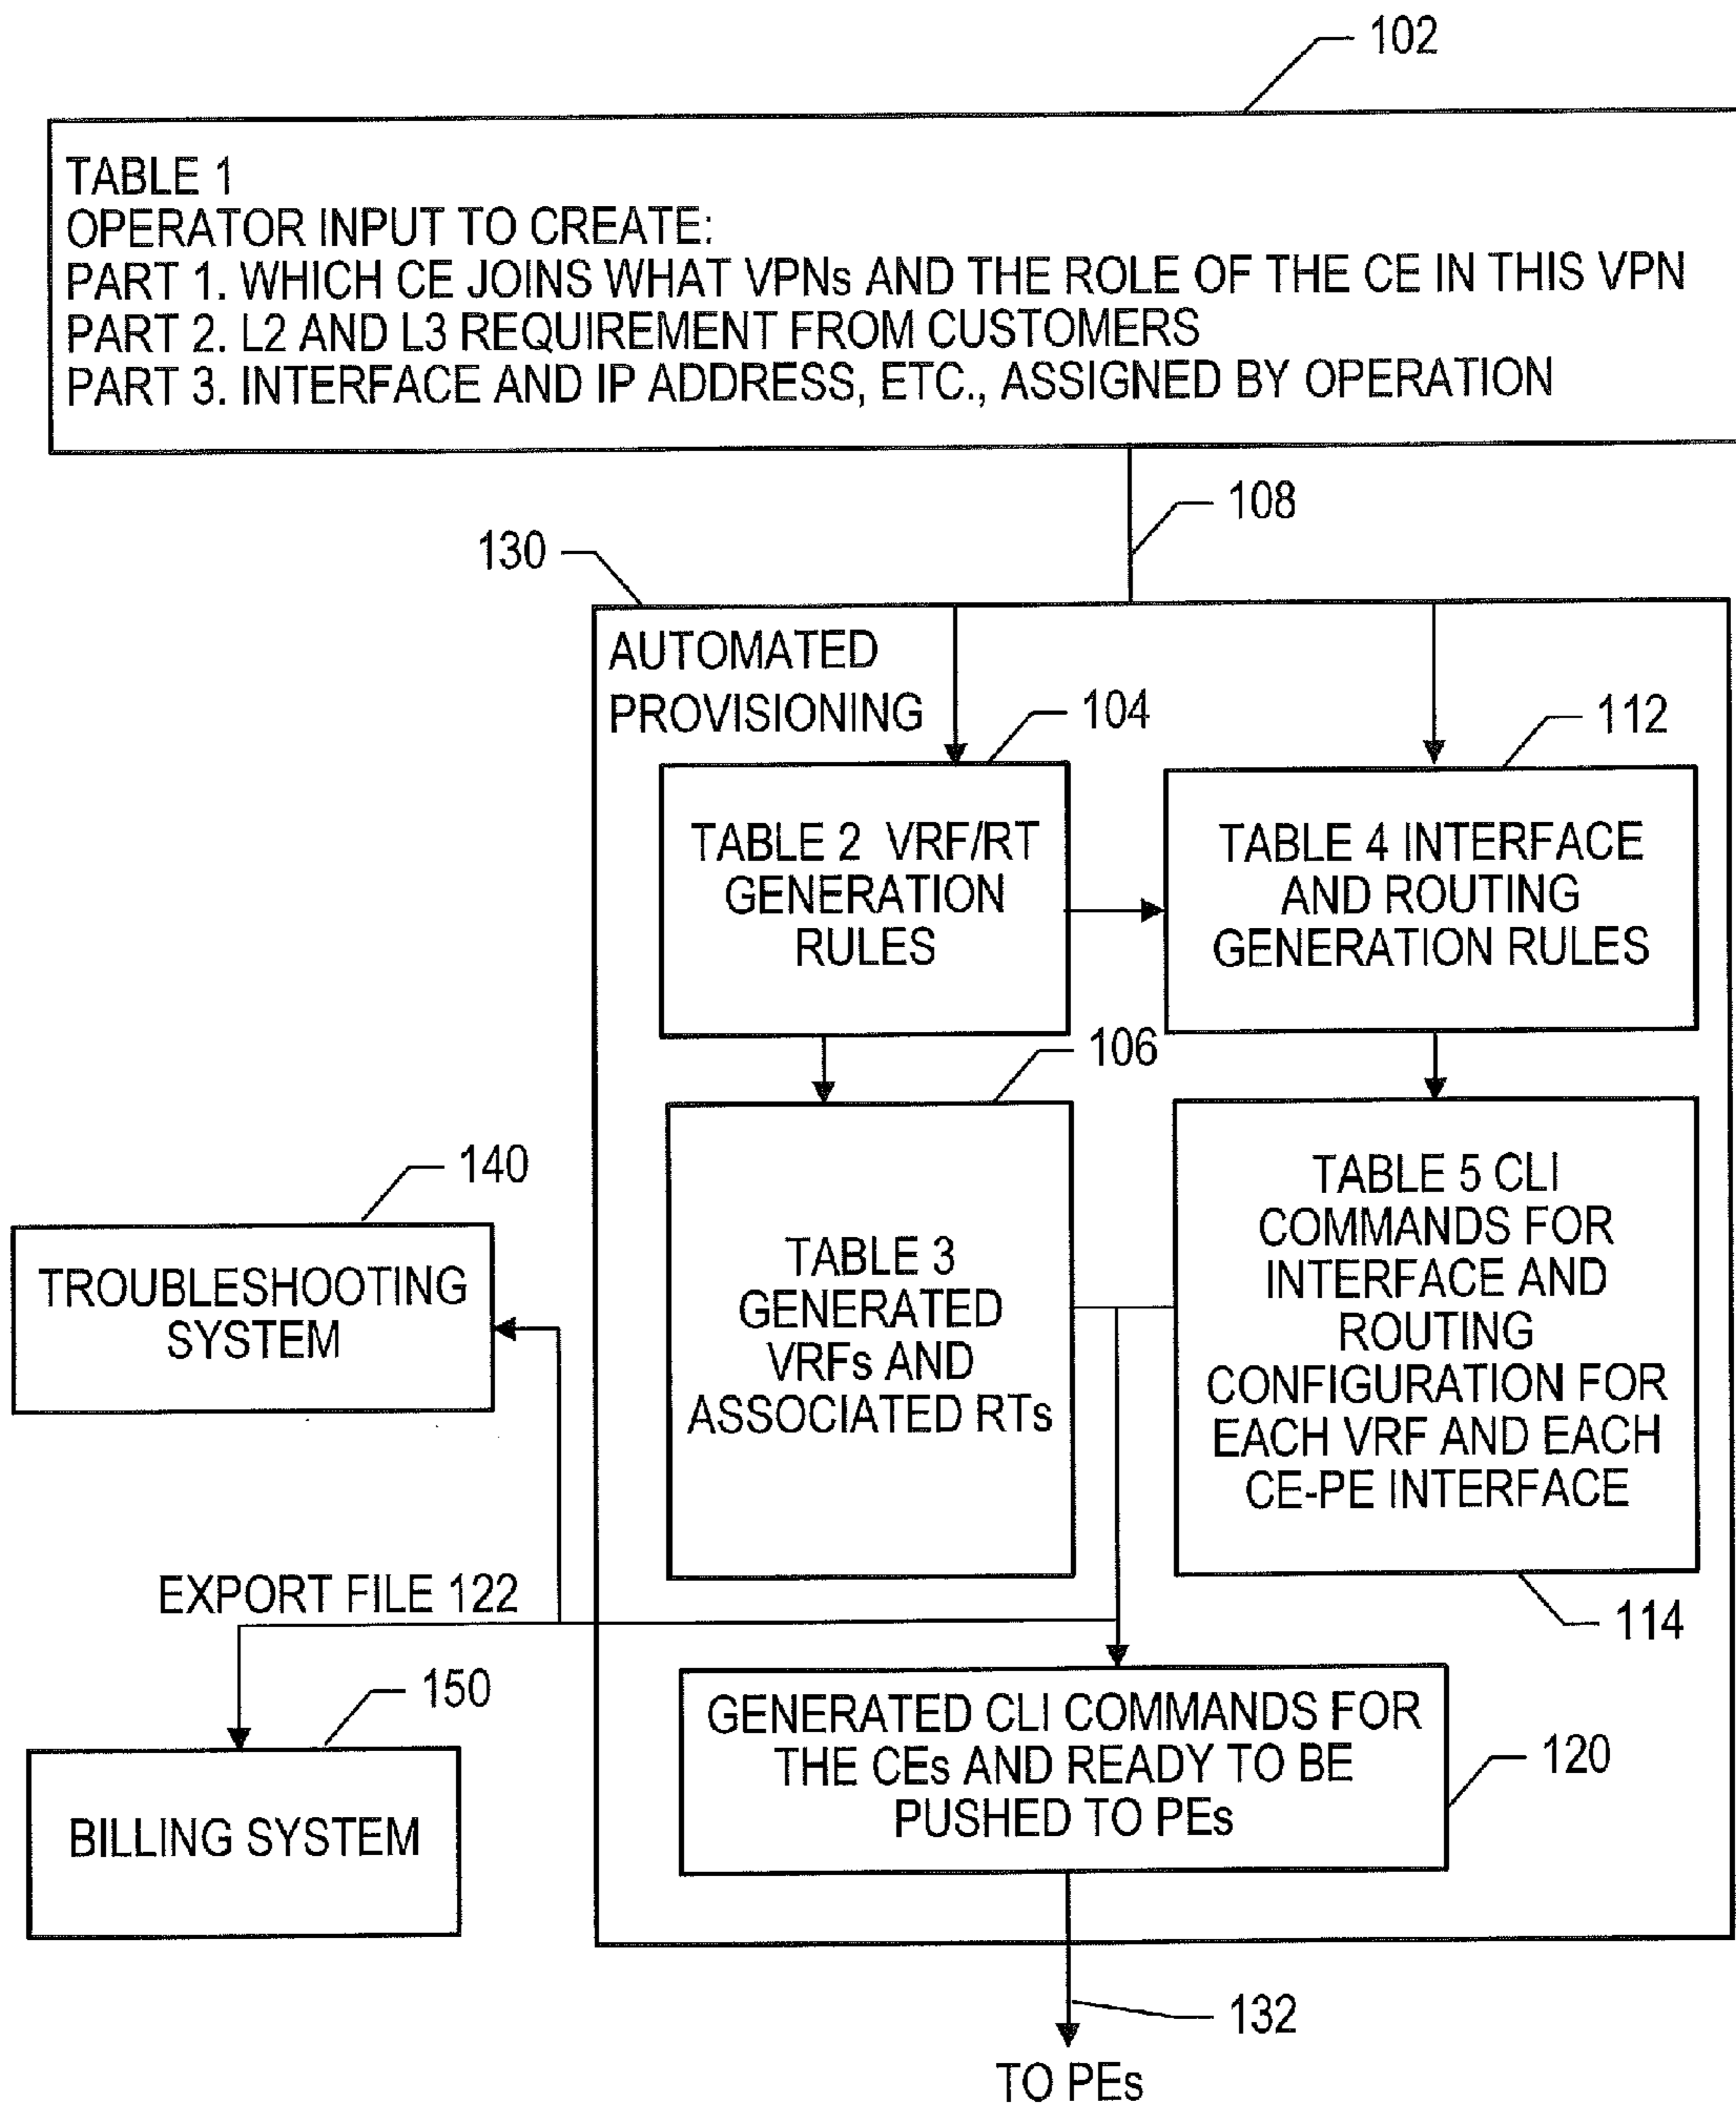 102
TABLE 1
OPERATOR INPUT TO CREATE:
PART 1. WHICH CE JOINS WHAT VPNs AND THE ROLE OF THE CE IN THIS VPN
PART 2. L2 AND L3 REQUIREMENT FROM CUSTOMERS
PART 3. INTERFACE AND IP ADDRESS, ETC., ASSIGNED BY OPERATION
108
130
AUTOMATED
PROVISIONING
104
112
TABLE 2 VRF/RT
GENERATION
RULES
TABLE 4 INTERFACE
AND ROUTING
GENERATION RULES
106
TABLE 3
GENERATED
VRFs AND
ASSOCIATED RTs
TABLE 5 CLI
COMMANDS FOR
INTERFACE AND
ROUTING
CONFIGURATION FOR
EACH VRF AND EACH
CE-PE INTERFACE
140
TROUBLESHOOTING
SYSTEM
EXPORT FILE 122
114
150
BILLING SYSTEM
GENERATED CLI COMMANDS FOR
THE CEs AND READY TO BE
PUSHED TO PEs
120
132
TO PEs